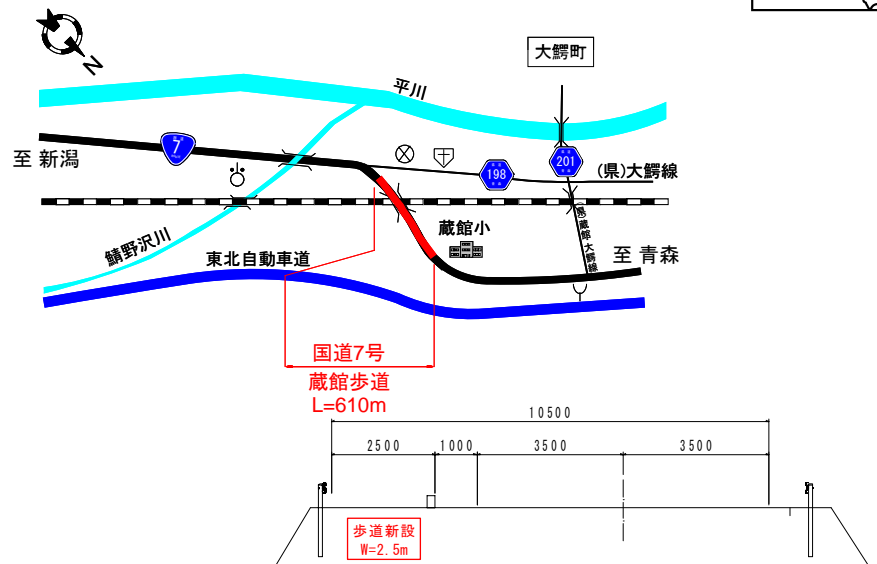 N
大鰐町
平川
至 新潟
7
198
201
(県)大鰐線
蔵館小
(県)蔵館大鰐線
至 青森
鯖野沢川
東北自動車道
国道7号
蔵館歩道
L=610m
10500
2500
1000
3500
3500
歩道新設
W=2.5m